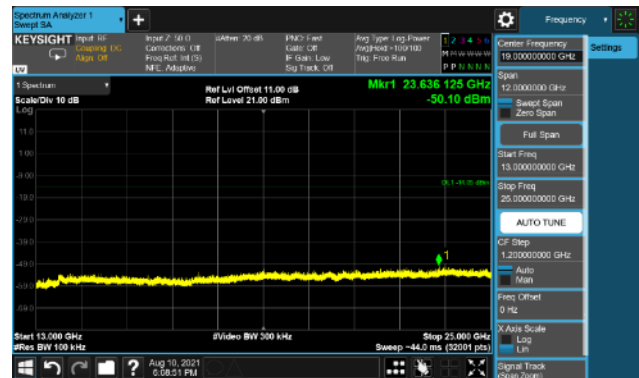 Spectrum Analyzer 1
Swept SA
Frequency
KEYSIGHT
Input: RF
Coupling: DC
Align: Off
Input Z: 50 Ω
Corrections: Off
Freq Ref: Int (S)
NFE: Adaptive
#Atten: 20 dB
PNO: Fast
Gate: Off
IF Gain: Low
Sig Track: Off
Avg Type: Log-Power
Avg|Hold: >100/100
Trig: Free Run
1 2 3 4 5 6
M W W W W W
P P N N N N
1 Spectrum
Scale/Div 10 dB
Log
Ref Lvl Offset 11.00 dB
Ref Level 21.00 dBm
Mkr1 23.636 125 GHz
-50.10 dBm
11.0
1.00
-9.00
-19.0
-29.0
-39.0
-49.0
-59.0
-69.0
1
Start 13.000 GHz
#Res BW 100 kHz
#Video BW 300 kHz
Stop 25.000 GHz
Sweep ~44.0 ms (32001 pts)
Aug 10, 2021
6:08:51 PM
Center Frequency
19.000000000 GHz
Settings
Span
12.0000000 GHz
Swept Span
Zero Span
Full Span
Start Freq
13.000000000 GHz
Stop Freq
25.000000000 GHz
AUTO TUNE
CF Step
1.200000000 GHz
Auto
Man
Freq Offset
0 Hz
X Axis Scale
Log
Lin
Signal Track
(Span Zoom)